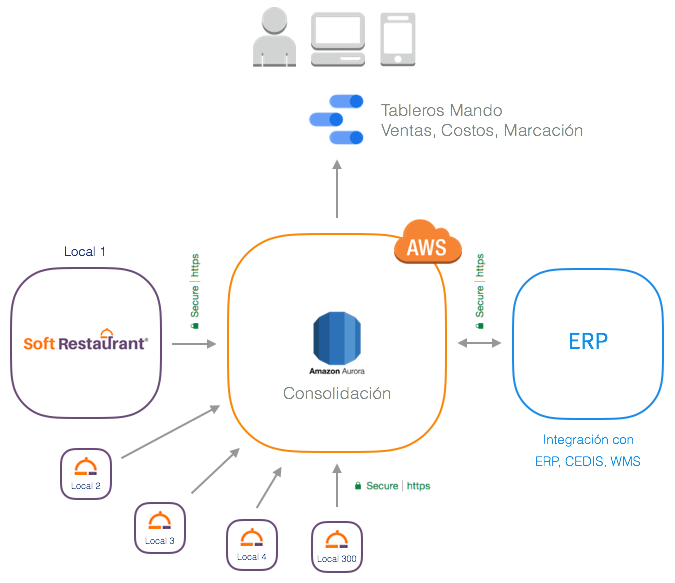 Tableros Mando
Ventas, Costos, Marcación
AWS
Local 1
Secure | https
Secure | https
Soft Restaurant®
ERP
Amazon Aurora
Consolidación
Integración con
ERP, CEDIS, WMS
Local 2
Secure | https
Local 3
Local 4
Local 300